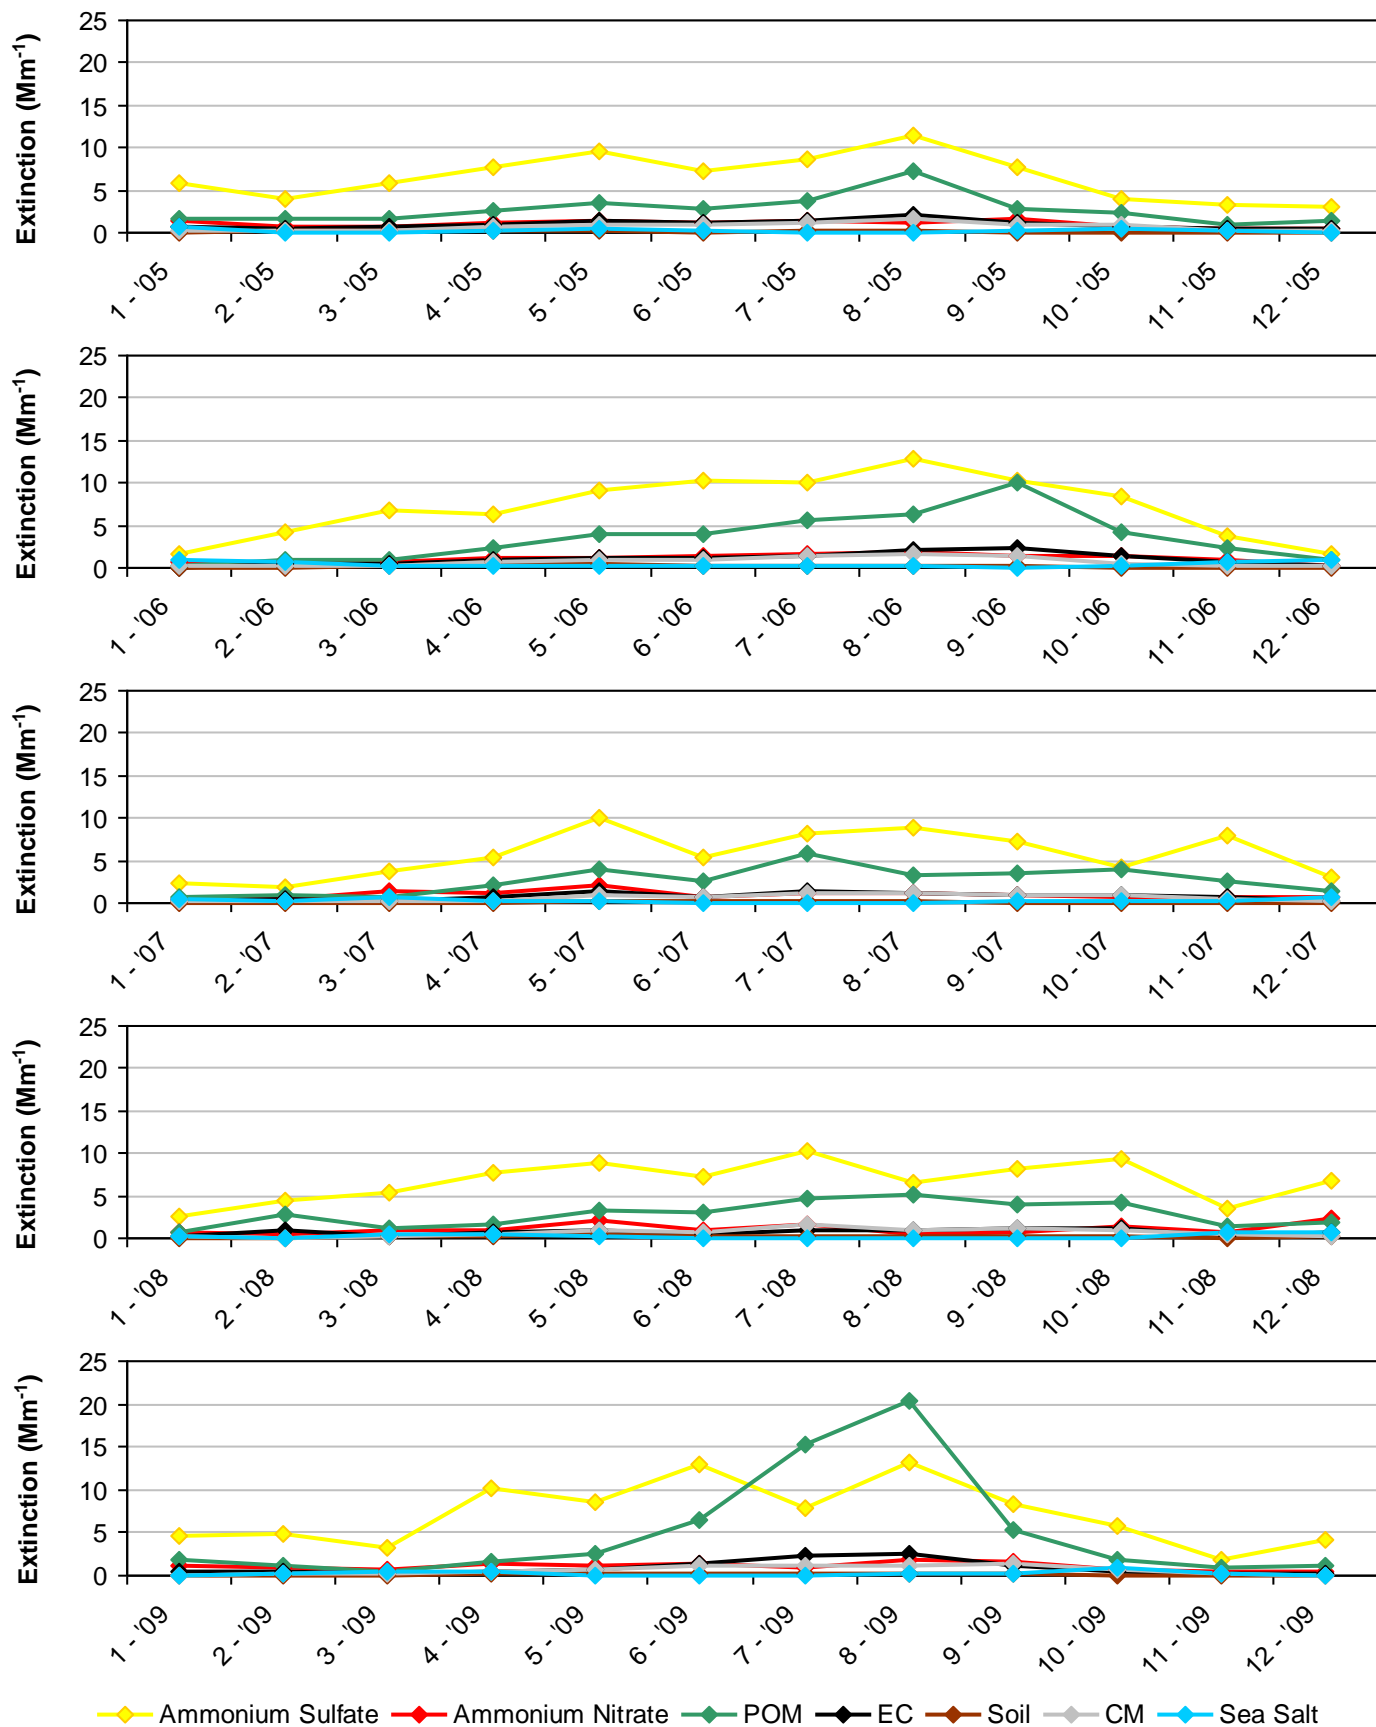 25
20
15
10
5
0
Extinction (Mm-1)
1 - '05 2 - '05 3 - '05 4 - '05 5 - '05 6 - '05 7 - '05 8 - '05 9 - '05 10 - '05 11 - '05 12 - '05
25
20
15
10
5
0
Extinction (Mm-1)
1 - '06 2 - '06 3 - '06 4 - '06 5 - '06 6 - '06 7 - '06 8 - '06 9 - '06 10 - '06 11 - '06 12 - '06
25
20
15
10
5
0
Extinction (Mm-1)
1 - '07 2 - '07 3 - '07 4 - '07 5 - '07 6 - '07 7 - '07 8 - '07 9 - '07 10 - '07 11 - '07 12 - '07
25
20
15
10
5
0
Extinction (Mm-1)
1 - '08 2 - '08 3 - '08 4 - '08 5 - '08 6 - '08 7 - '08 8 - '08 9 - '08 10 - '08 11 - '08 12 - '08
25
20
15
10
5
0
Extinction (Mm-1)
1 - '09 2 - '09 3 - '09 4 - '09 5 - '09 6 - '09 7 - '09 8 - '09 9 - '09 10 - '09 11 - '09 12 - '09
Ammonium Sulfate Ammonium Nitrate POM EC Soil CM Sea Salt